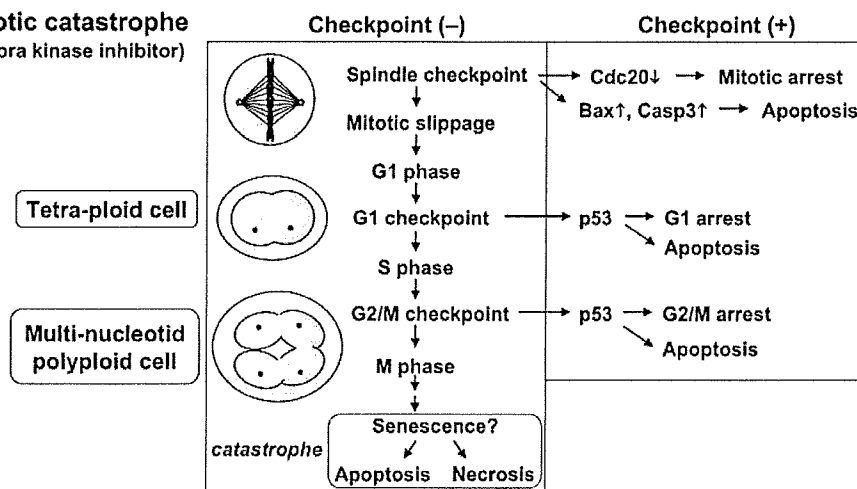 otic catastrophe
ora kinase inhibitor)
Checkpoint (–)
Checkpoint (+)
Spindle checkpoint
Cdc20↓ → Mitotic arrest
Bax↑, Casp3↑ → Apoptosis
Mitotic slippage
G1 phase
Tetra-ploid cell
G1 checkpoint
p53 → G1 arrest
Apoptosis
S phase
G2/M checkpoint
p53 → G2/M arrest
Apoptosis
Multi-nucleotid
polyploid cell
M phase
Senescence?
catastrophe
Apoptosis Necrosis